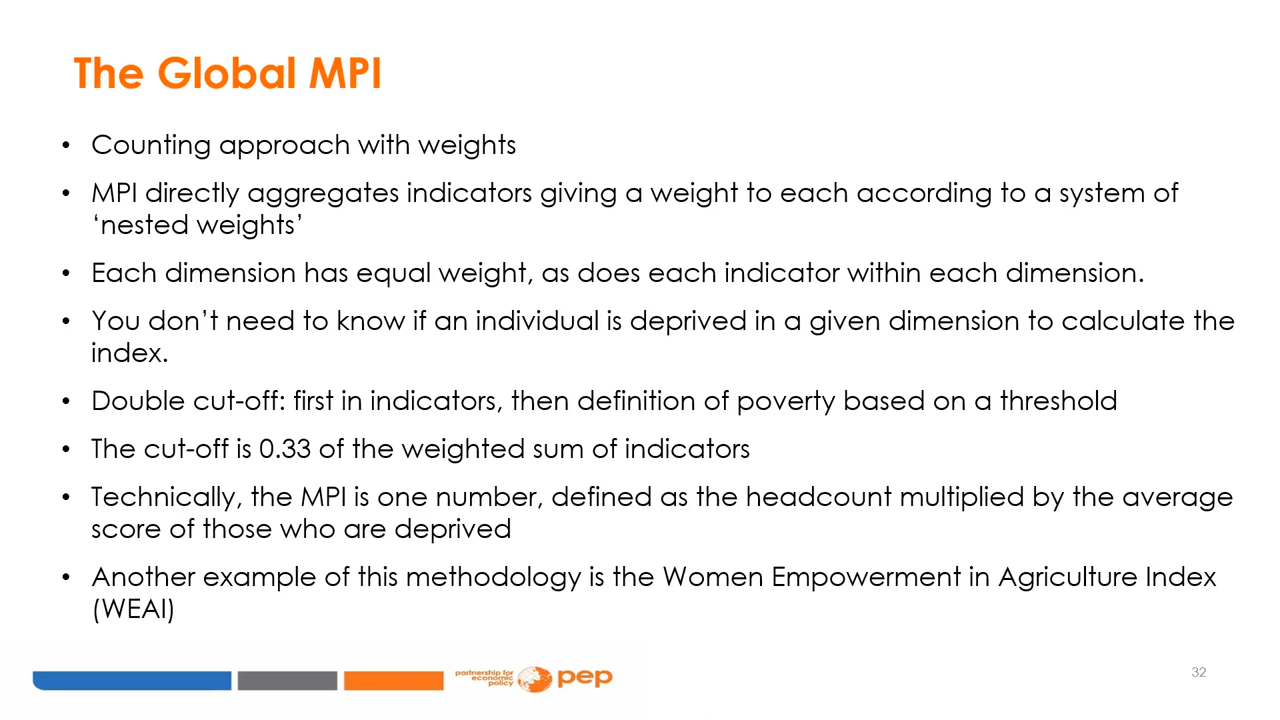 The Global MPI
• Counting approach with weights
• MPI directly aggregates indicators giving a weight to each according to a system of
‘nested weights’
• Each dimension has equal weight, as does each indicator within each dimension.
• You don’t need to know if an individual is deprived in a given dimension to calculate the
index.
• Double cut-off: first in indicators, then definition of poverty based on a threshold
• The cut-off is 0.33 of the weighted sum of indicators
• Technically, the MPI is one number, defined as the headcount multiplied by the average
score of those who are deprived
• Another example of this methodology is the Women Empowerment in Agriculture Index
(WEAI)
partnership for
economic
policy
pep
32